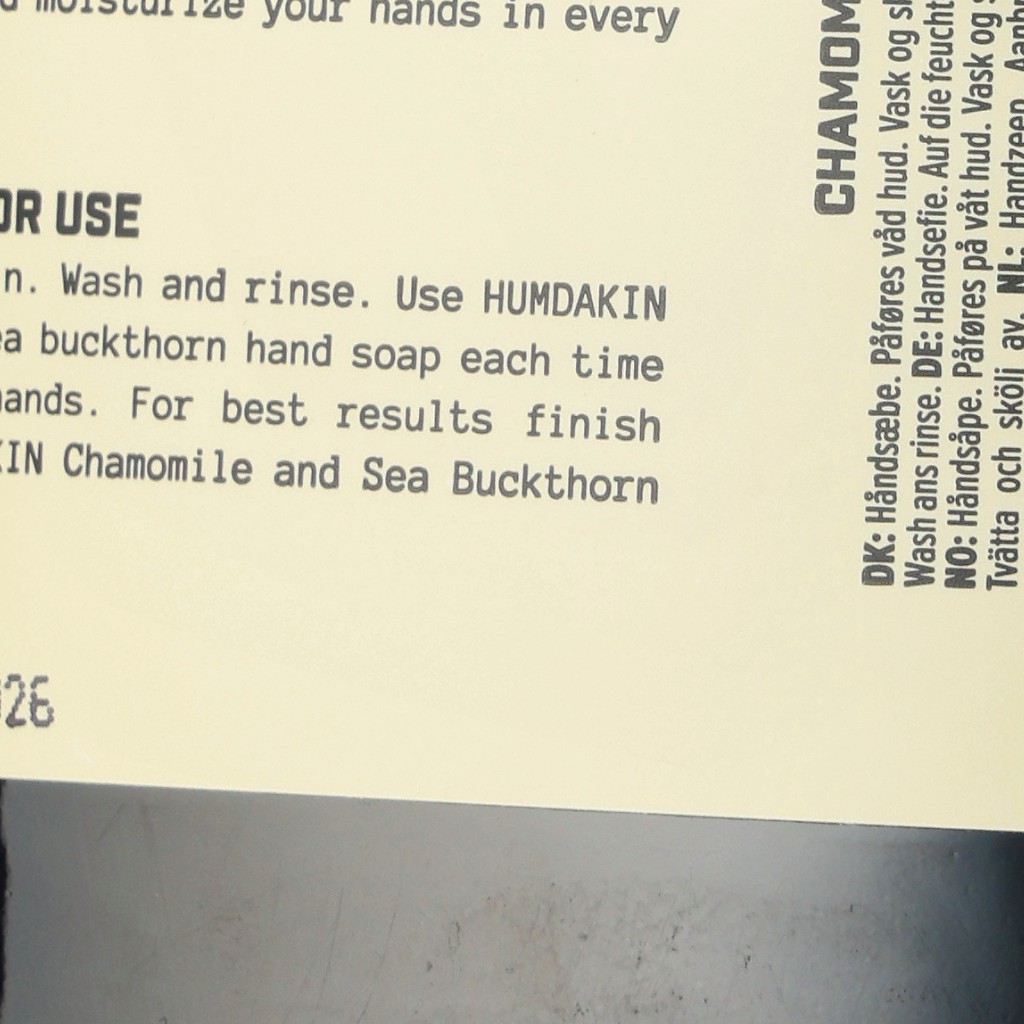 moisturize your hands in every
OR USE
n. Wash and rinse. Use HUMDAKIN
buckthorn hand soap each time
ands. For best results finish
KIN Chamomile and Sea Buckthorn
26
CHAMOM
DK: Håndsæbe. Påføres våd hud. Vask og
Wash ans rinse. DE: Handsefie. Auf die feucht
NO: Håndsåpe. Påføres på våt hud. Vask og
Tvätta och skölj av. NL: Handzeep. Aanbr